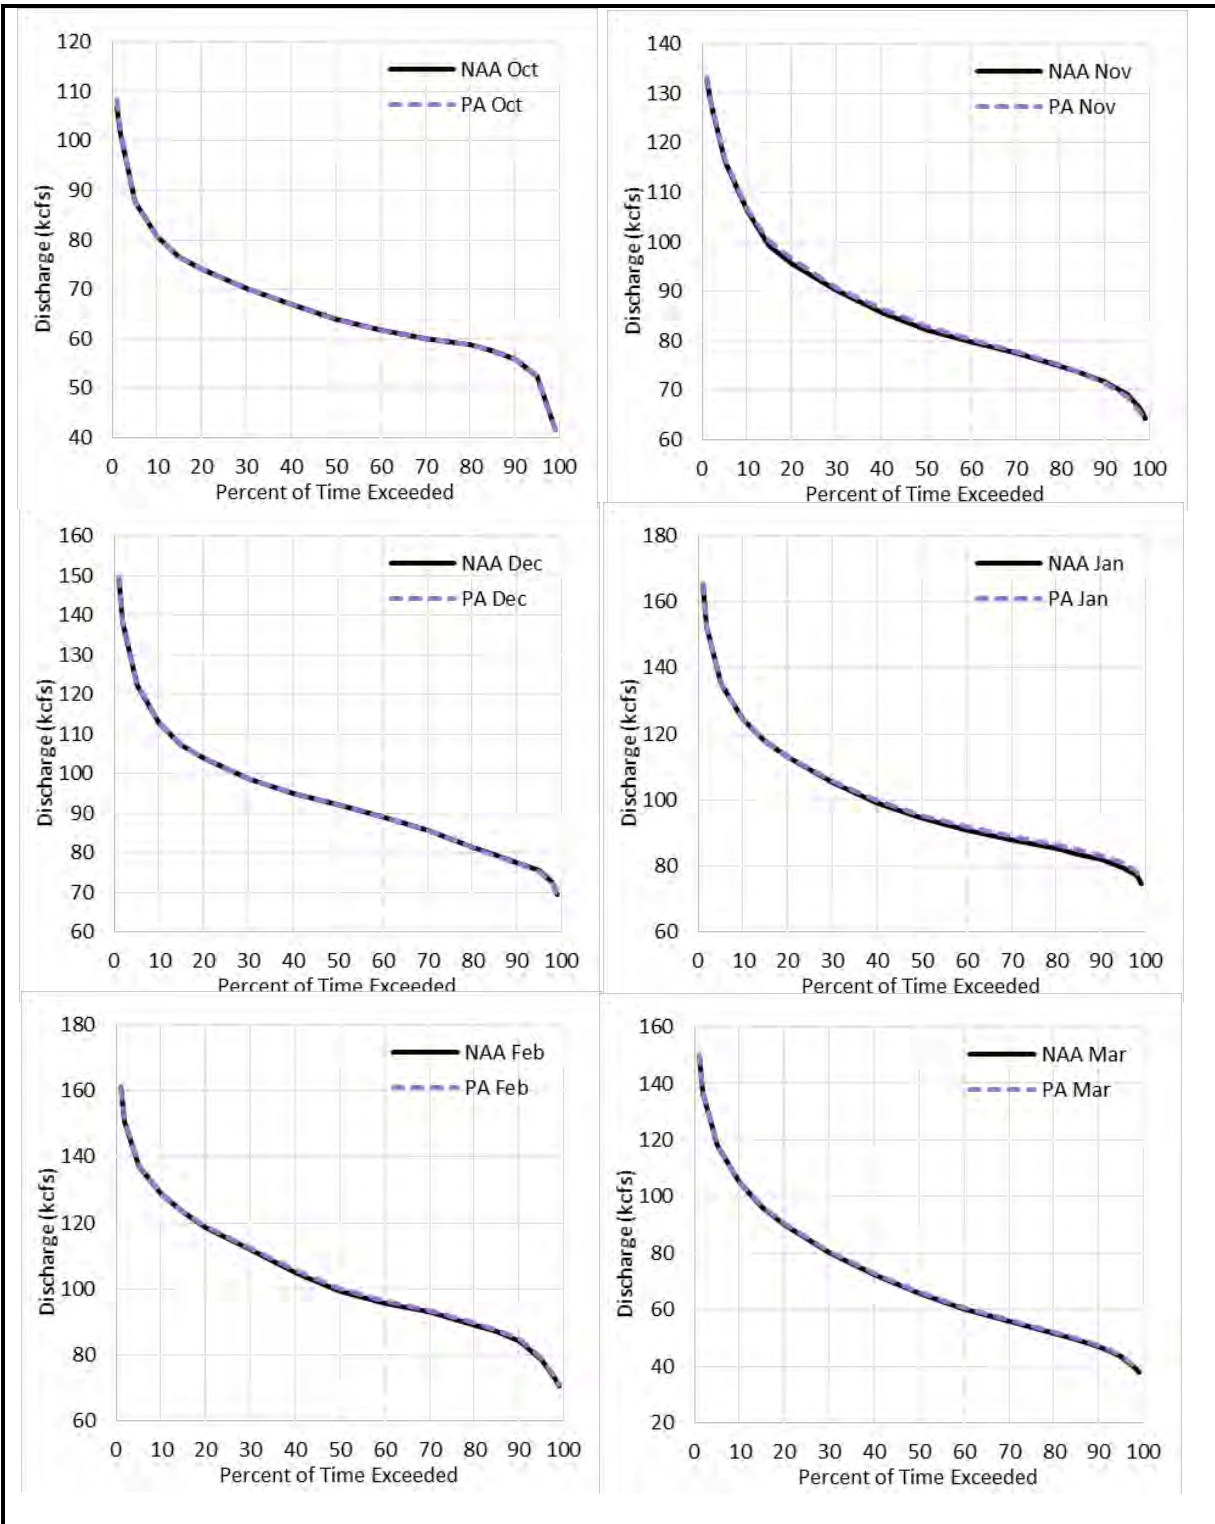 120
110
100
90
80
70
60
50
40
Discharge (kcfs)
NAA Oct
PA Oct
0 10 20 30 40 50 60 70 80 90 100
Percent of Time Exceeded
140
130
120
110
100
90
80
70
60
Discharge (kcfs)
NAA Nov
PA Nov
0 10 20 30 40 50 60 70 80 90 100
Percent of Time Exceeded
160
150
140
130
120
110
100
90
80
70
60
Discharge (kcfs)
NAA Dec
PA Dec
0 10 20 30 40 50 60 70 80 90 100
Percent of Time Exceeded
180
160
140
120
100
80
60
Discharge (kcfs)
NAA Jan
PA Jan
0 10 20 30 40 50 60 70 80 90 100
Percent of Time Exceeded
180
160
140
120
100
80
60
Discharge (kcfs)
NAA Feb
PA Feb
0 10 20 30 40 50 60 70 80 90 100
Percent of Time Exceeded
160
140
120
100
80
60
40
20
Discharge (kcfs)
NAA Mar
PA Mar
0 10 20 30 40 50 60 70 80 90 100
Percent of Time Exceeded